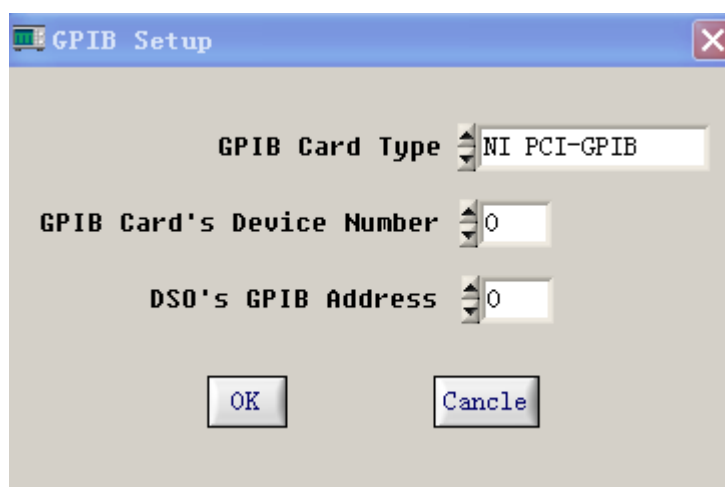 GPIB Setup
GPIB Card Type NI PCI-GPIB
GPIB Card's Device Number 0
DSO's GPIB Address 0
OK Cancle